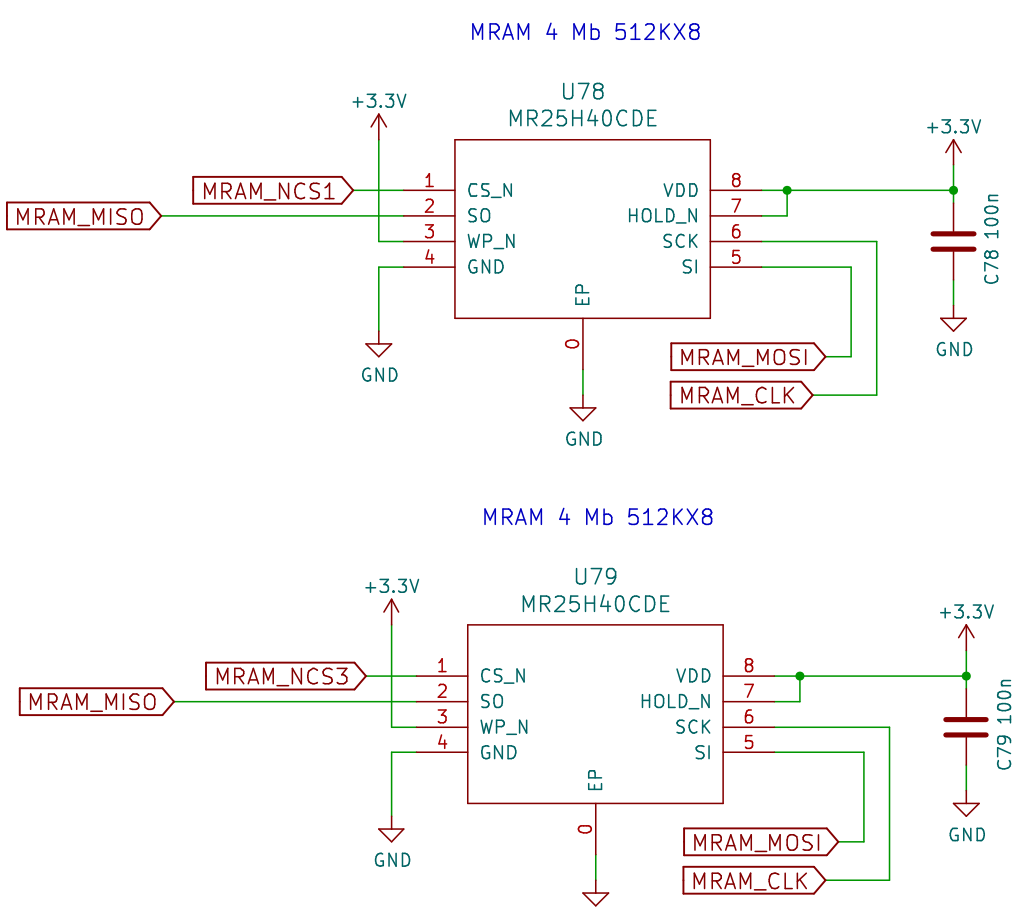 MRAM 4 Mb 512KX8
U78
MR25H40CDE
+3.3V
+3.3V
MRAM_NCS1
MRAM_MISO
1 CS_N
2 SO
3 WP_N
4 GND
VDD 8
HOLD_N 7
SCK 6
SI 5
EP
0
C78 100n
MRAM_MOSI
MRAM_CLK
GND
GND
GND
MRAM 4 Mb 512KX8
U79
MR25H40CDE
+3.3V
+3.3V
MRAM_NCS3
MRAM_MISO
1 CS_N
2 SO
3 WP_N
4 GND
VDD 8
HOLD_N 7
SCK 6
SI 5
EP
0
C79 100n
MRAM_MOSI
MRAM_CLK
GND
GND